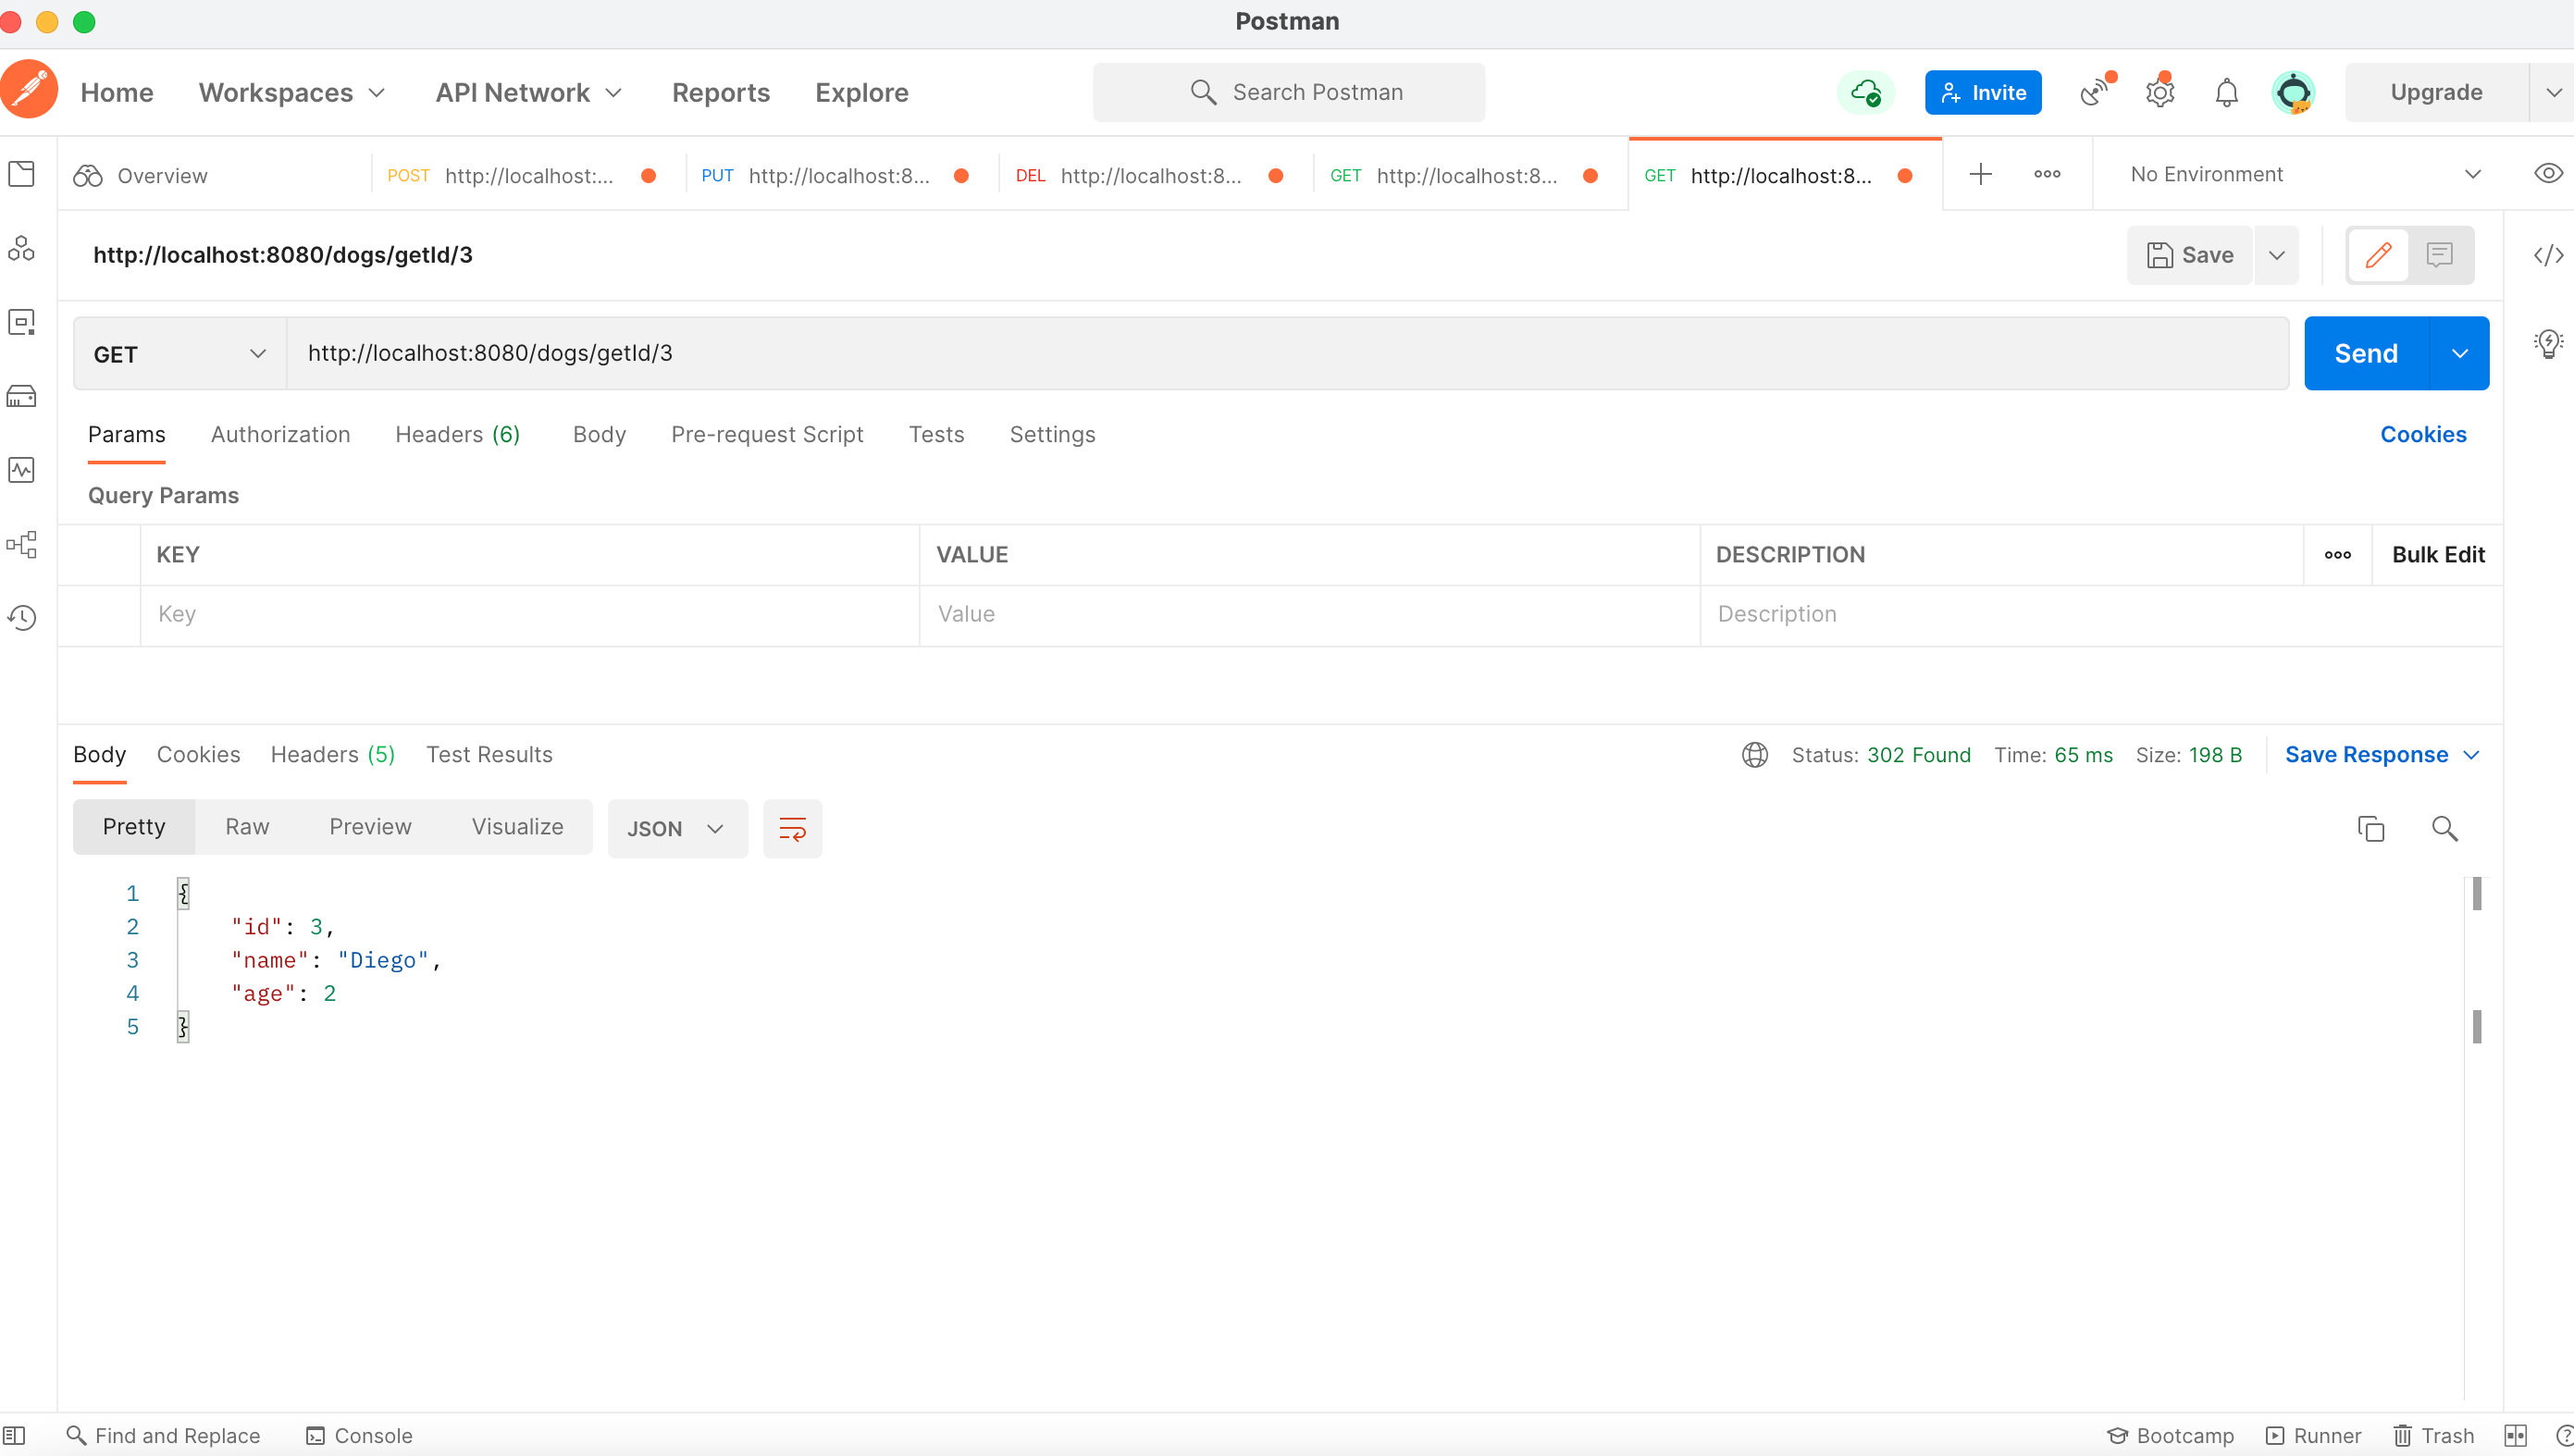 Postman
Home Workspaces API Network Reports Explore Search Postman Invite Upgrade
Overview POST http://localhost:... PUT http://localhost:8... DEL http://localhost:8... GET http://localhost:8... GET http://localhost:8... No Environment
http://localhost:8080/dogs/getId/3 Save
GET http://localhost:8080/dogs/getId/3 Send
Params Authorization Headers (6) Body Pre-request Script Tests Settings Cookies
Query Params
KEY VALUE DESCRIPTION Bulk Edit
Key Value Description
Body Cookies Headers (5) Test Results Status: 302 Found Time: 65 ms Size: 198 B Save Response
Pretty Raw Preview Visualize JSON
1 {
2 "id": 3,
3 "name": "Diego",
4 "age": 2
5 }
Find and Replace Console Bootcamp Runner Trash